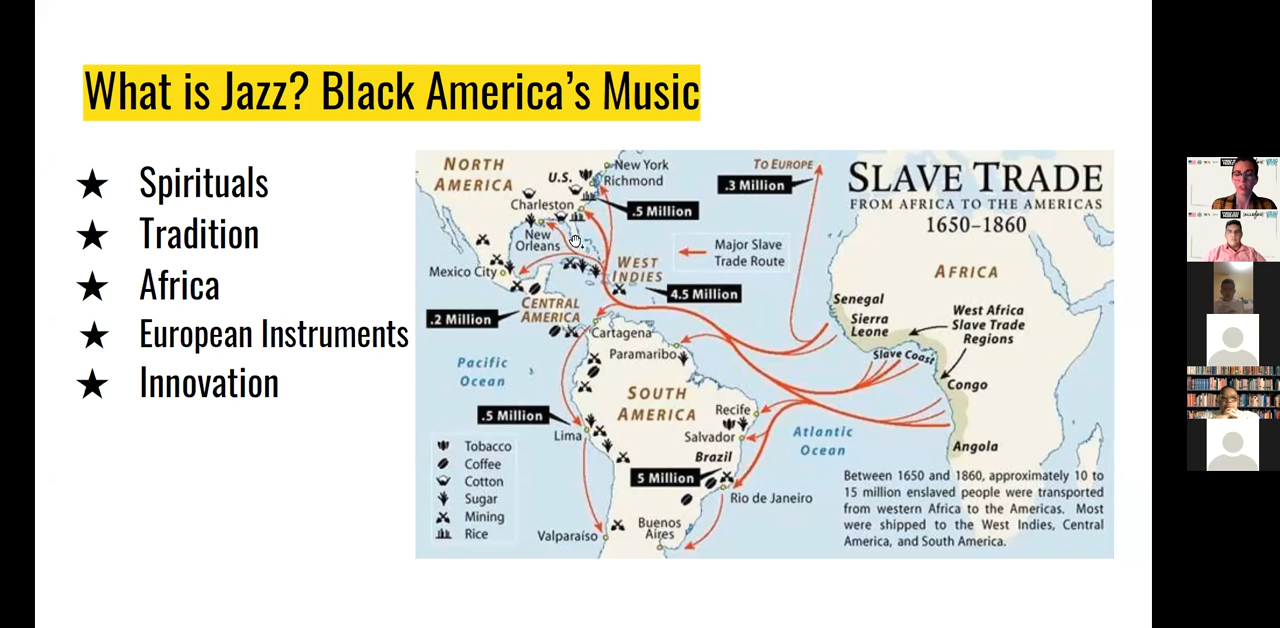 What is Jazz? Black America's Music
★ Spirituals
★ Tradition
★ Africa
★ European Instruments
★ Innovation
SLAVE TRADE
FROM AFRICA TO THE AMERICAS
1650–1860
NORTH
AMERICA
U.S.
New York
Richmond
Charleston
.5 Million
New
Orleans
TO EUROPE
.3 Million
Major Slave
Trade Route
Mexico City
WEST
INDIES
4.5 Million
CENTRAL
AMERICA
.2 Million
Cartagena
Paramaribo
AFRICA
Senegal
Sierra
Leone
West Africa
Slave Trade
Regions
Slave Coast
Congo
Angola
Pacific
Ocean
SOUTH
AMERICA
Recife
Salvador
Brazil
.5 Million
Lima
5 Million
Rio de Janeiro
Atlantic
Ocean
Valparaíso
Buenos
Aires
Tobacco
Coffee
Cotton
Sugar
Mining
Rice
Between 1650 and 1860, approximately 10 to
15 million enslaved people were transported
from western Africa to the Americas. Most
were shipped to the West Indies, Central
America, and South America.